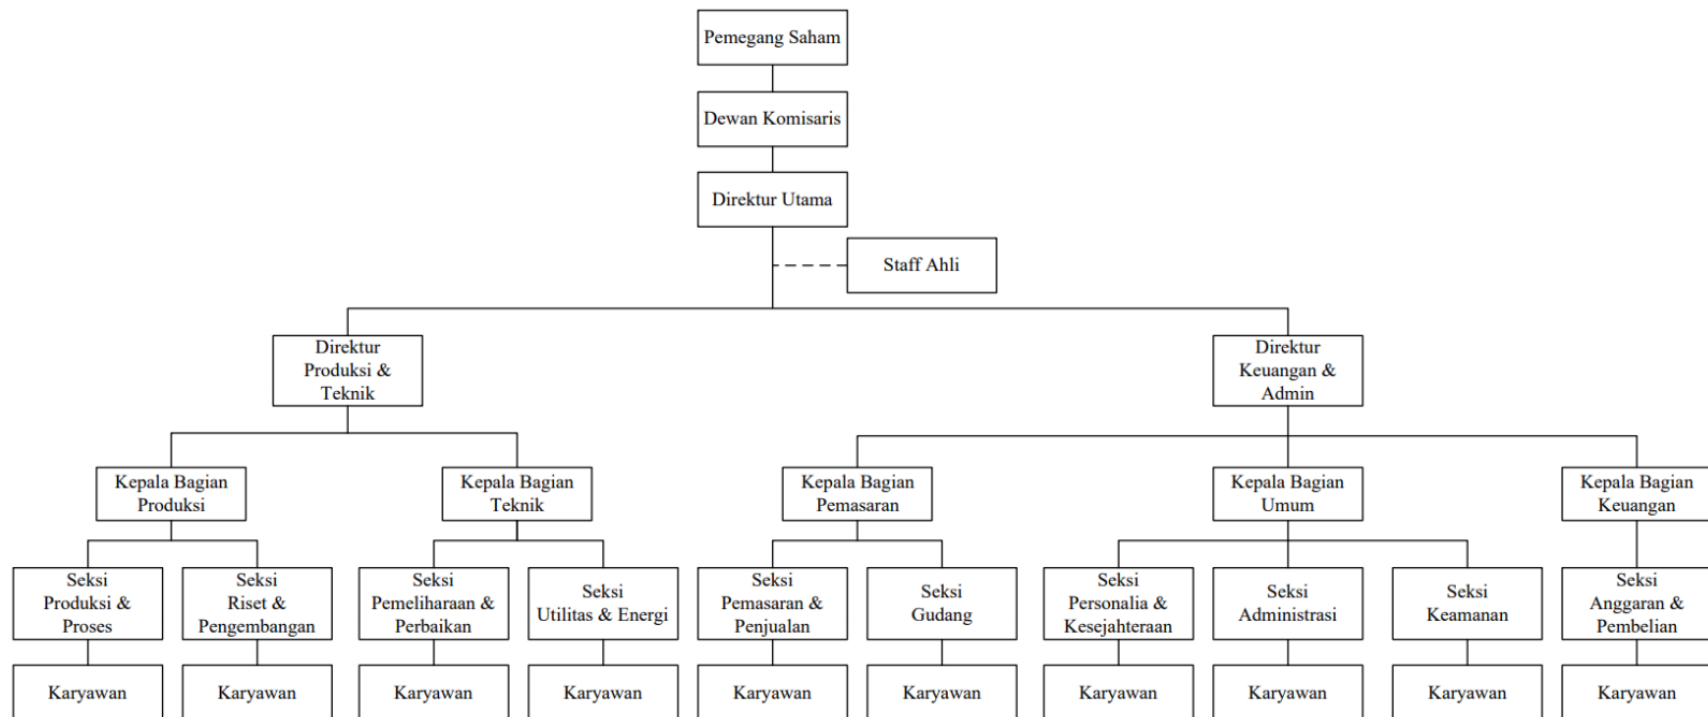 Pemegang Saham
Dewan Komisaris
Direktur Utama
Staff Ahli
Direktur
Produksi &
Teknik
Direktur
Keuangan &
Admin
Kepala Bagian
Produksi
Kepala Bagian
Teknik
Kepala Bagian
Pemasaran
Kepala Bagian
Umum
Kepala Bagian
Keuangan
Seksi
Produksi &
Proses
Seksi
Riset &
Pengembangan
Seksi
Pemeliharaan &
Perbaikan
Seksi
Utilitas & Energi
Seksi
Pemasaran &
Penjualan
Seksi
Gudang
Seksi
Personalia &
Kesejahteraan
Seksi
Administrasi
Seksi
Keamanan
Seksi
Anggaran &
Pembelian
Karyawan
Karyawan
Karyawan
Karyawan
Karyawan
Karyawan
Karyawan
Karyawan
Karyawan
Karyawan